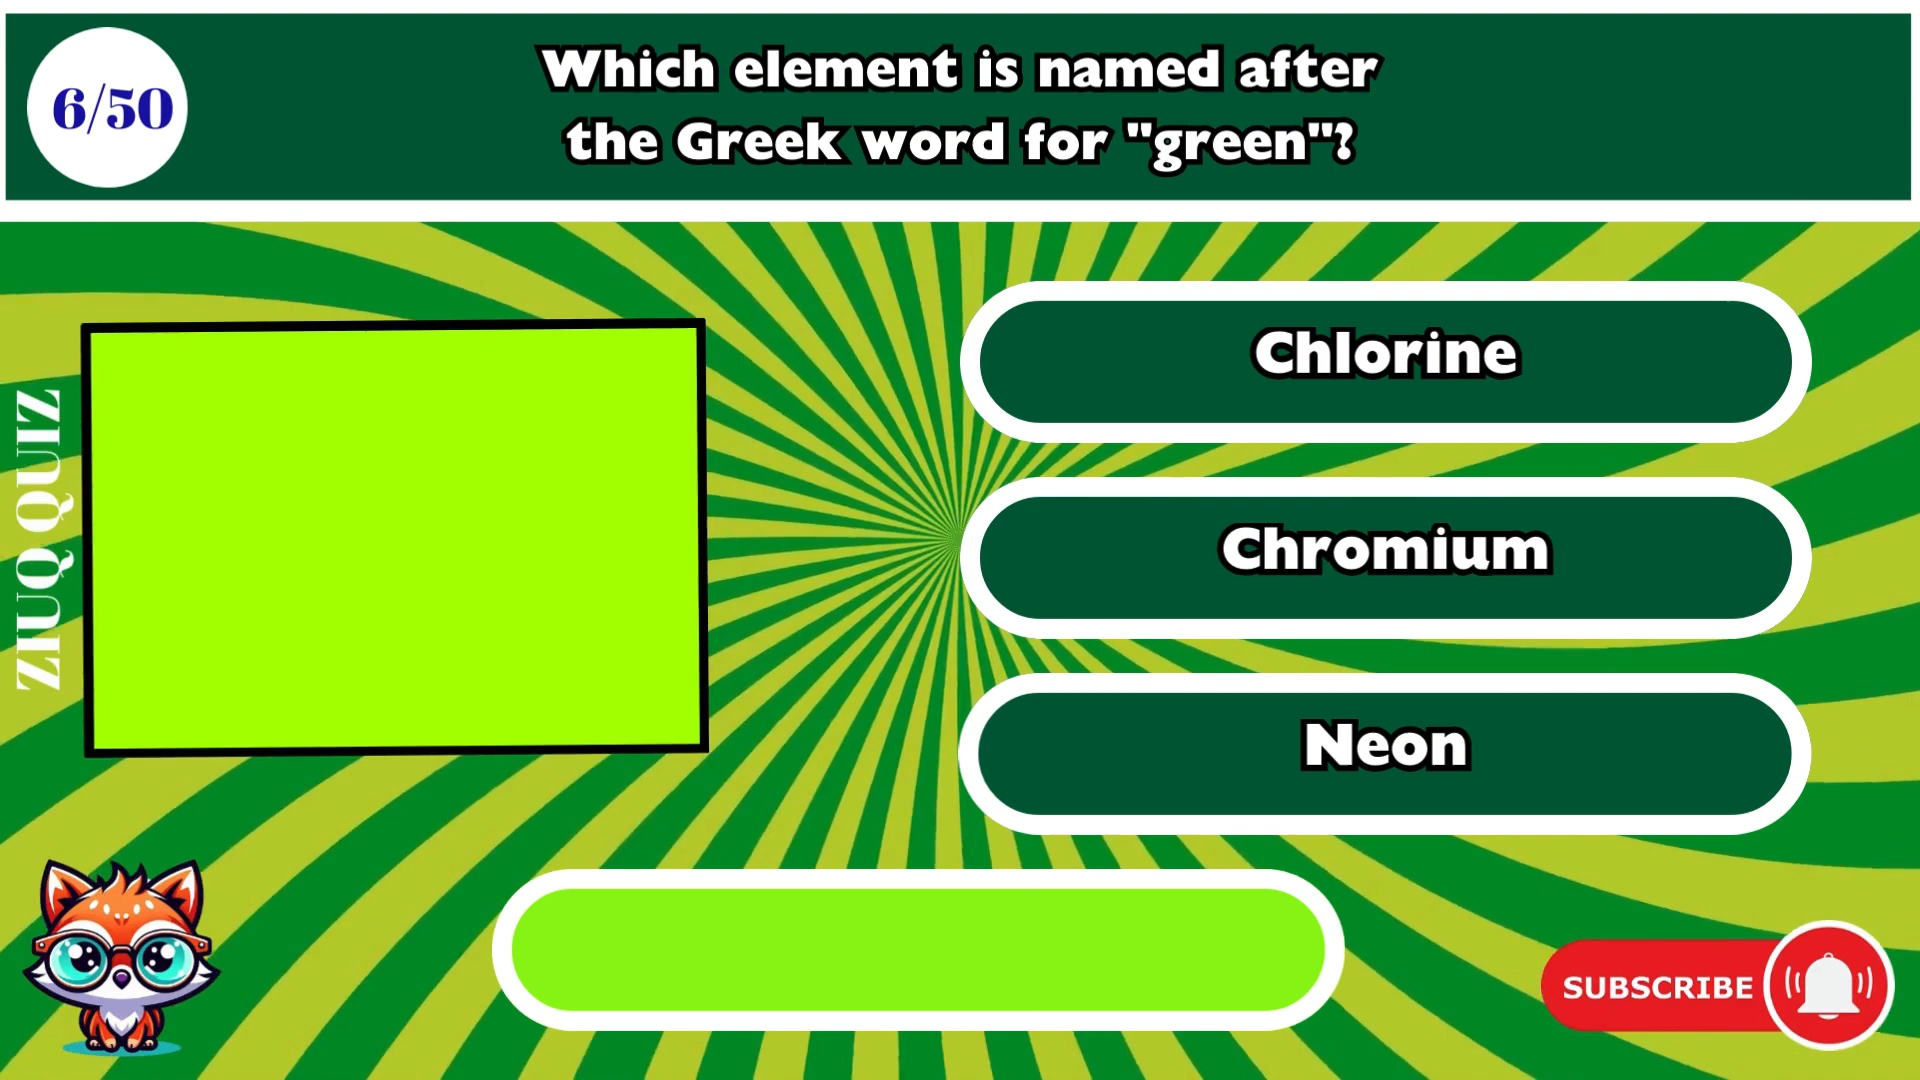 6/50
Which element is named after
the Greek word for "green"?
ZIUQ QUIZ
Chlorine
Chromium
Neon
SUBSCRIBE